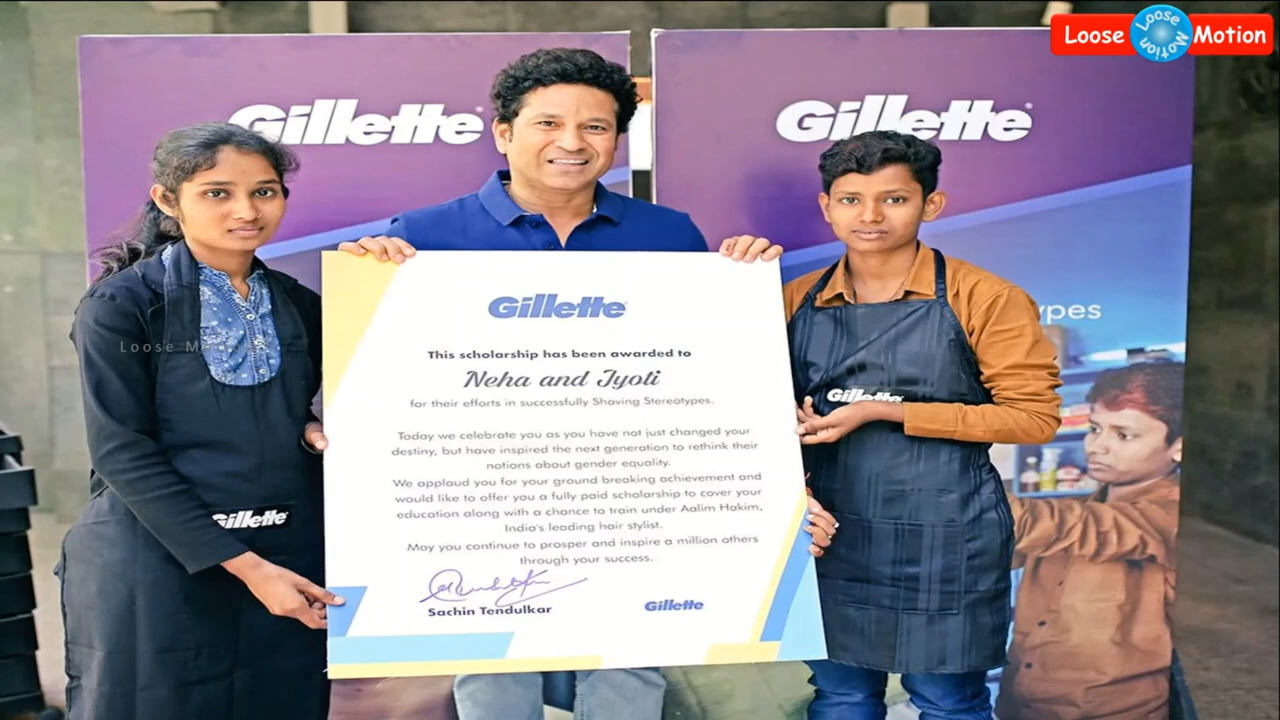 Loose Loose Motion Motion
Gillette
Gillette
ypes
Loose M
Gillette
This scholarship has been awarded to
Neha and Jyoti
for their efforts in successfully Shaving Stereotypes.
Today we celebrate you as you have not just changed your
destiny, but have inspired the next generation to rethink their
notions about gender equality.
We applaud you for your ground breaking achievement and
would like to offer you a fully paid scholarship to cover your
education along with a chance to train under Aalim Hakim,
India's leading hair stylist.
May you continue to prosper and inspire a million others
through your success.
Sachin Tendulkar
Gillette
Gillette
Gillette